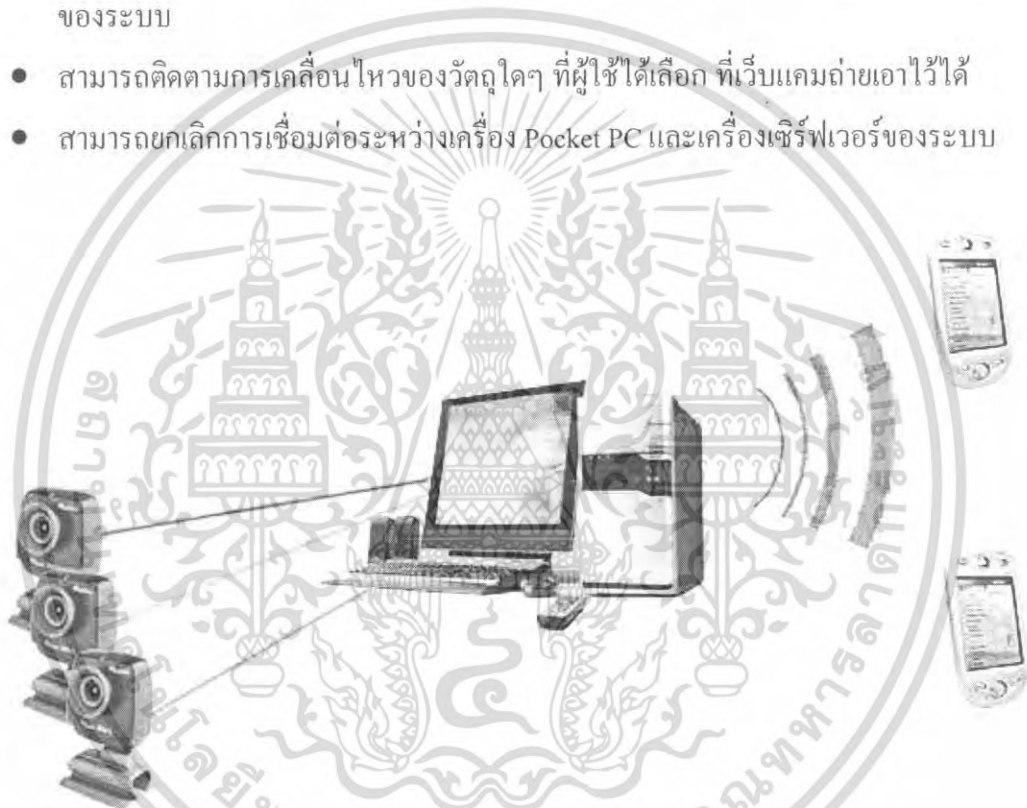 ของระบบ
● สามารถติดตามการเคลื่อนไหวของวัตถุใดๆ ที่ผู้ใช้ได้เลือก ที่เว็บแคมถ่ายเอาไว้ได้
● สามารถยกเลิกการเชื่อมต่อระหว่างเครื่อง Pocket PC และเครื่องเซิร์ฟเวอร์ของระบบ